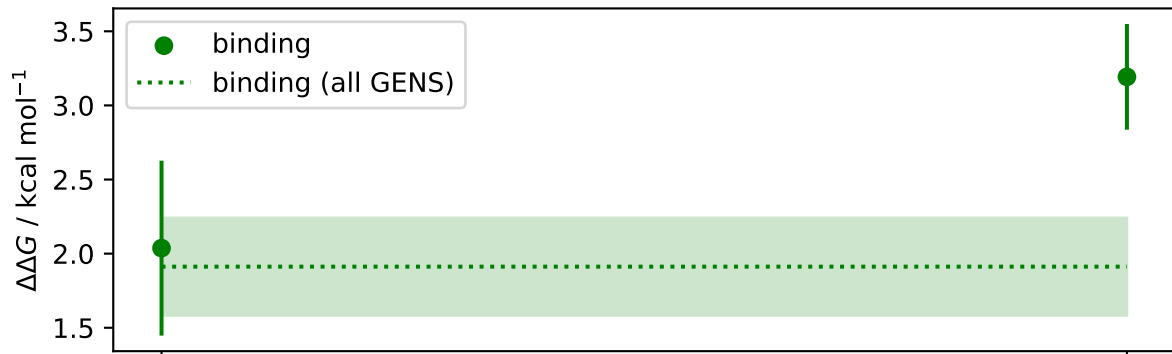 3.5
3.0
2.5
2.0
1.5
ΔΔG / kcal mol⁻¹
binding
binding (all GENS)